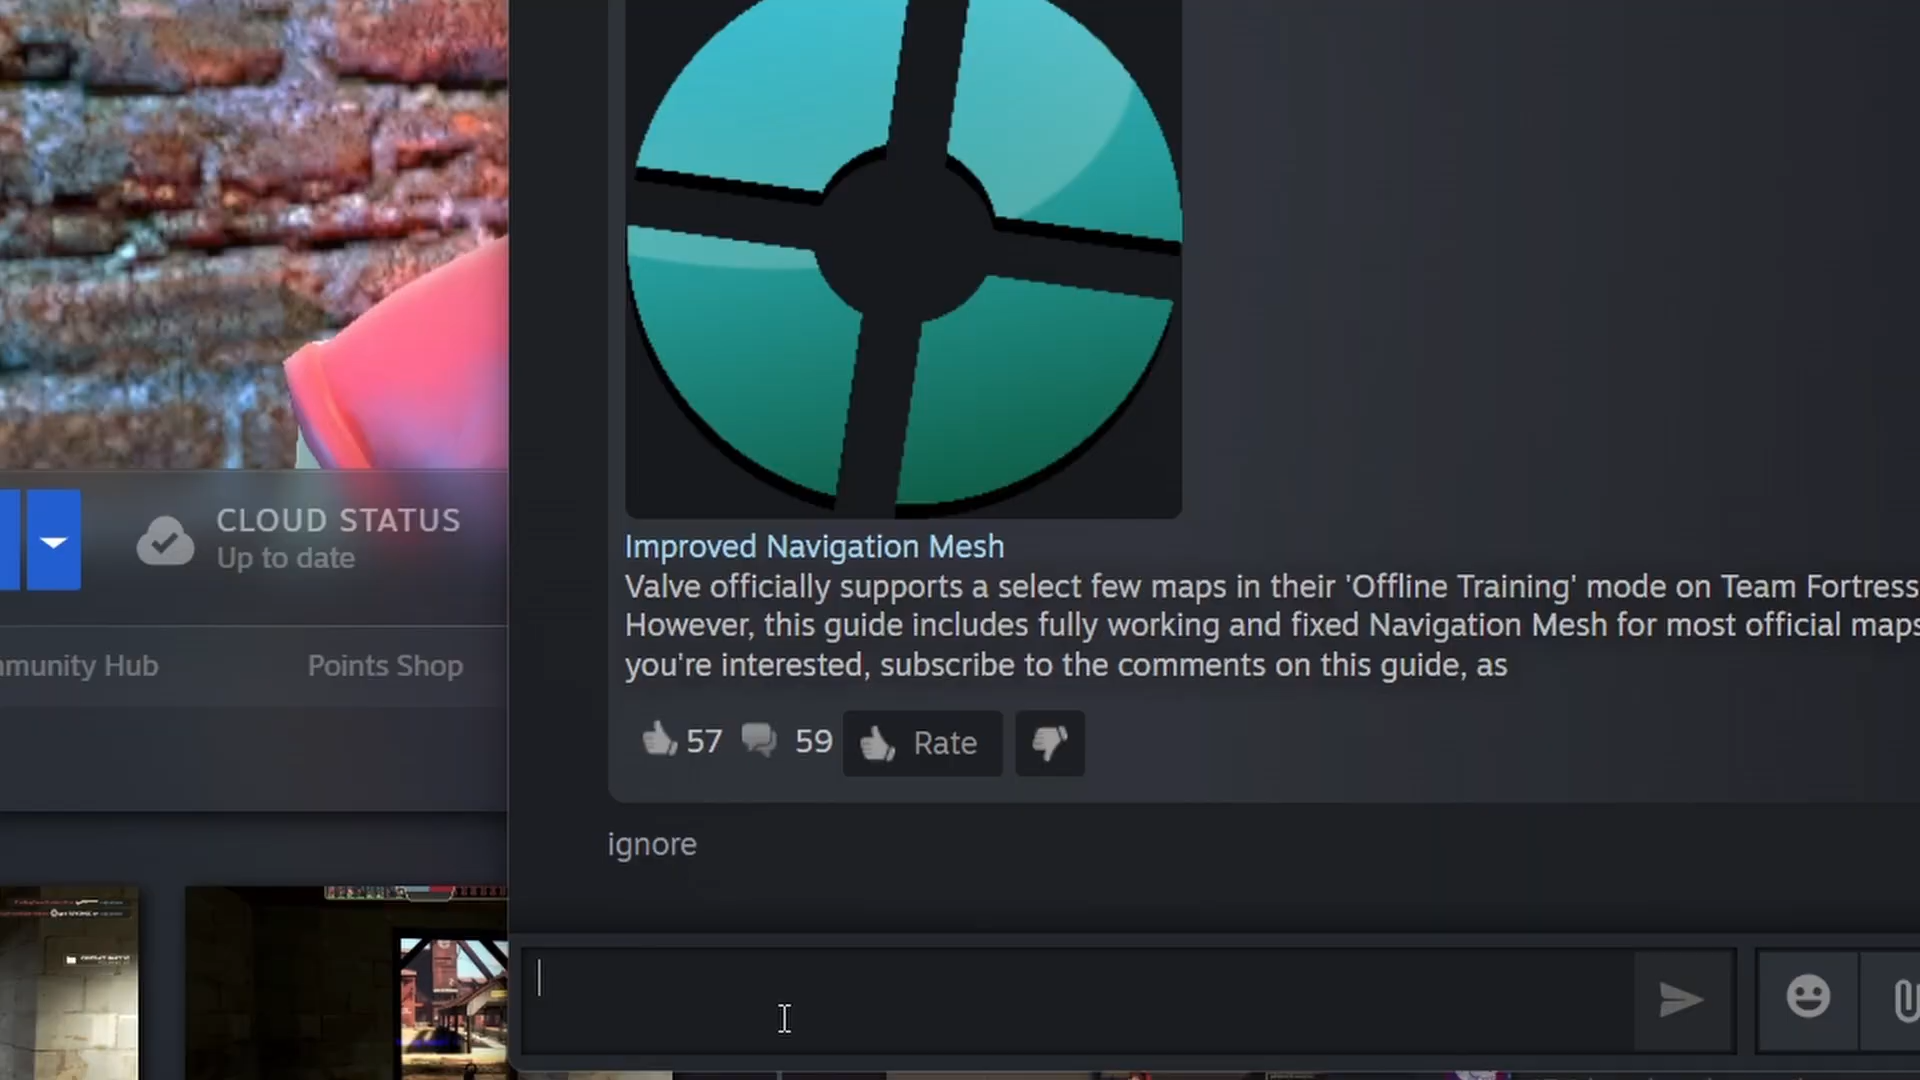 Improved Navigation Mesh
Valve officially supports a select few maps in their 'Offline Training' mode on Team Fortress
However, this guide includes fully working and fixed Navigation Mesh for most official maps
you're interested, subscribe to the comments on this guide, as
57 59 Rate
ignore
CLOUD STATUS
Up to date
mmunity Hub
Points Shop